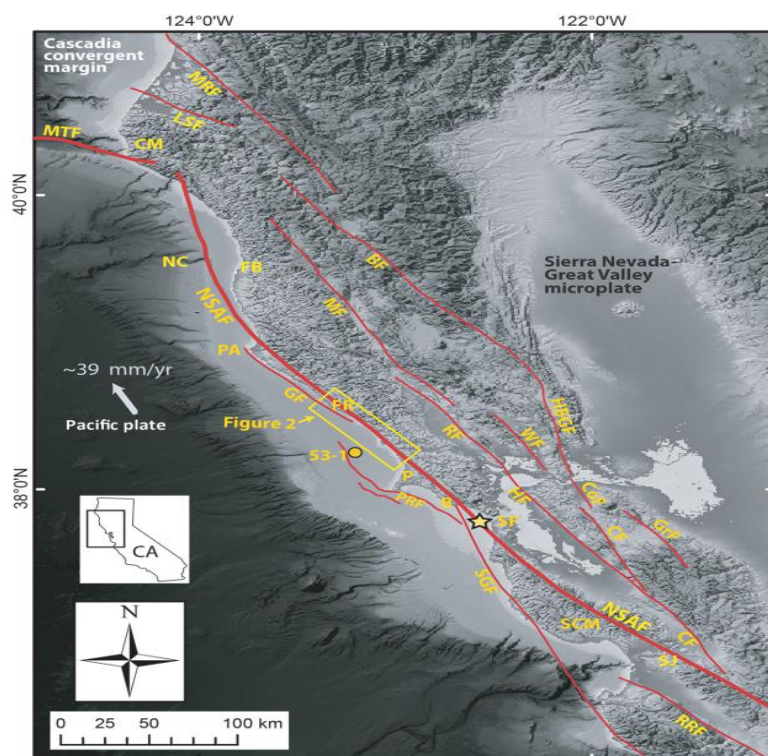 124°0'W
122°0'W
Cascadia
convergent
margin
MRF
LSF
MTF
CM
40°0'N
NC
FB
BF
Sierra Nevada-
Great Valley
microplate
NSAF
MF
PA
~39 mm/yr
GF
FR
HBGF
Pacific plate
Figure 2
RF
WF
S3-1
38°0'N
P
PRF
B
HF
CoF
SF
CF
GrF
CA
SGF
NSAF
SCM
CF
SJ
N
RRF
0 25 50 100 km